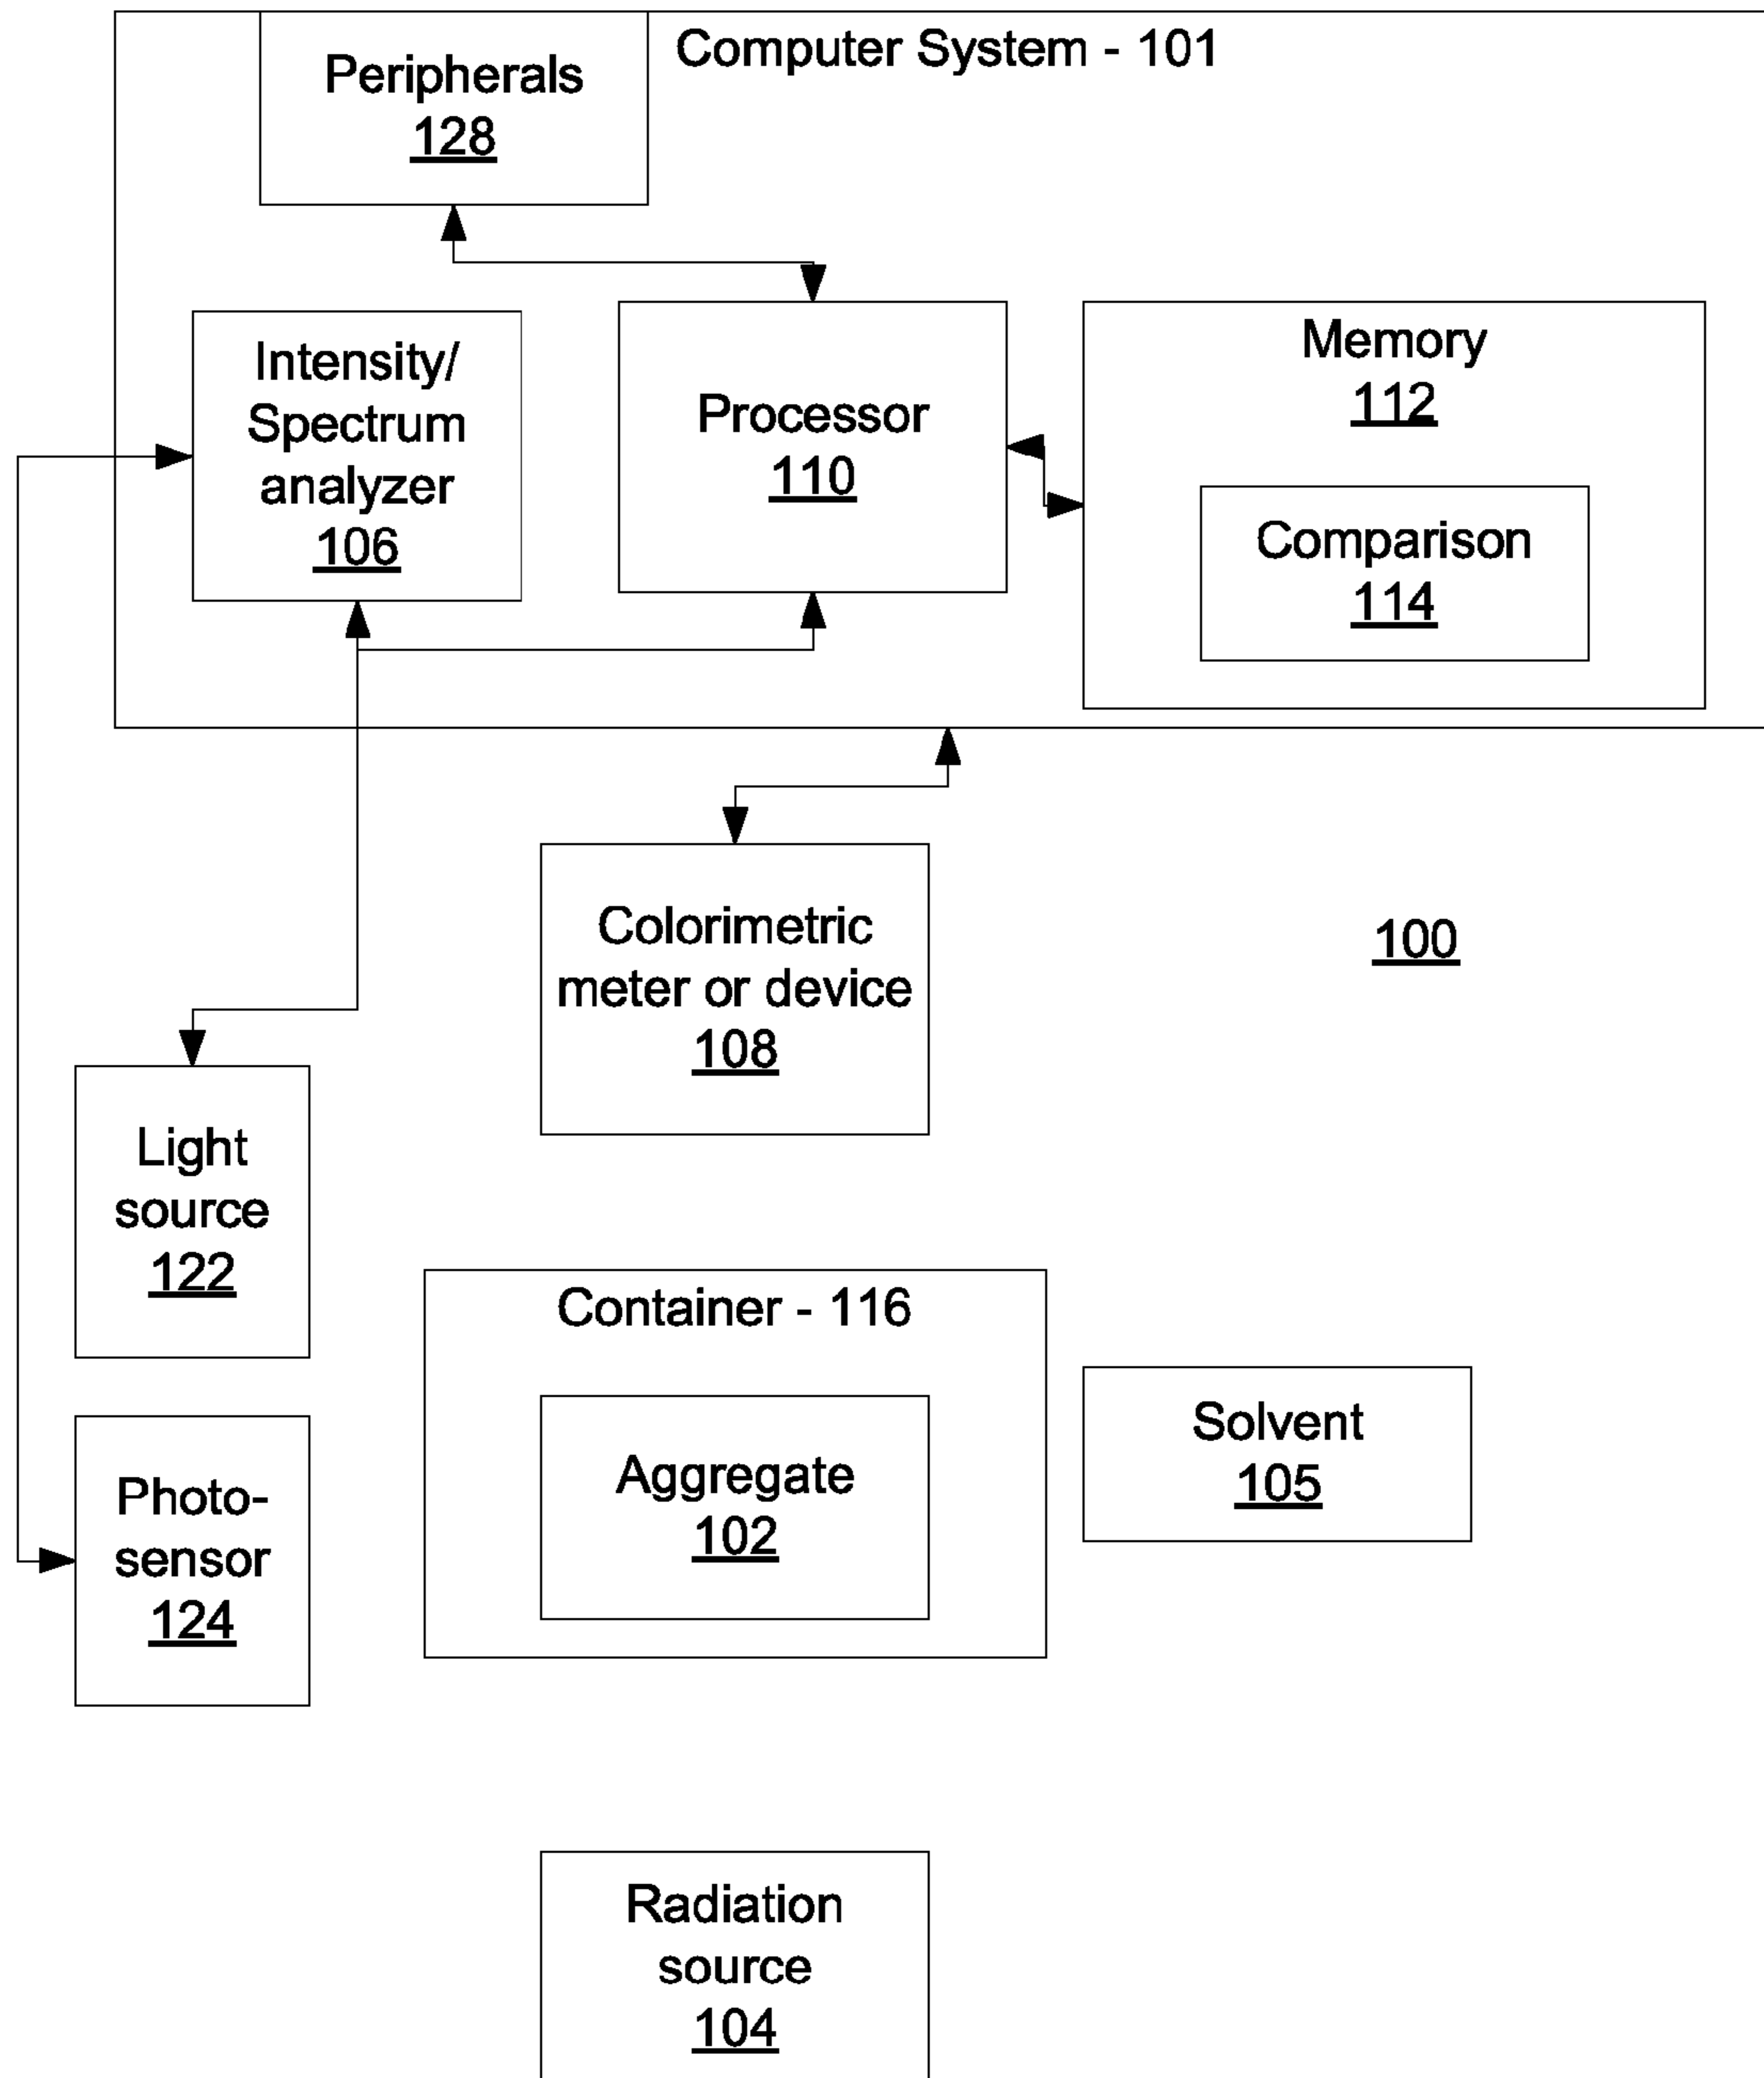 Computer System - 101
Peripherals
128
Intensity/
Spectrum
analyzer
106
Processor
110
Memory
112
Comparison
114
Colorimetric
meter or device
108
100
Light
source
122
Container - 116
Aggregate
102
Solvent
105
Photo-
sensor
124
Radiation
source
104